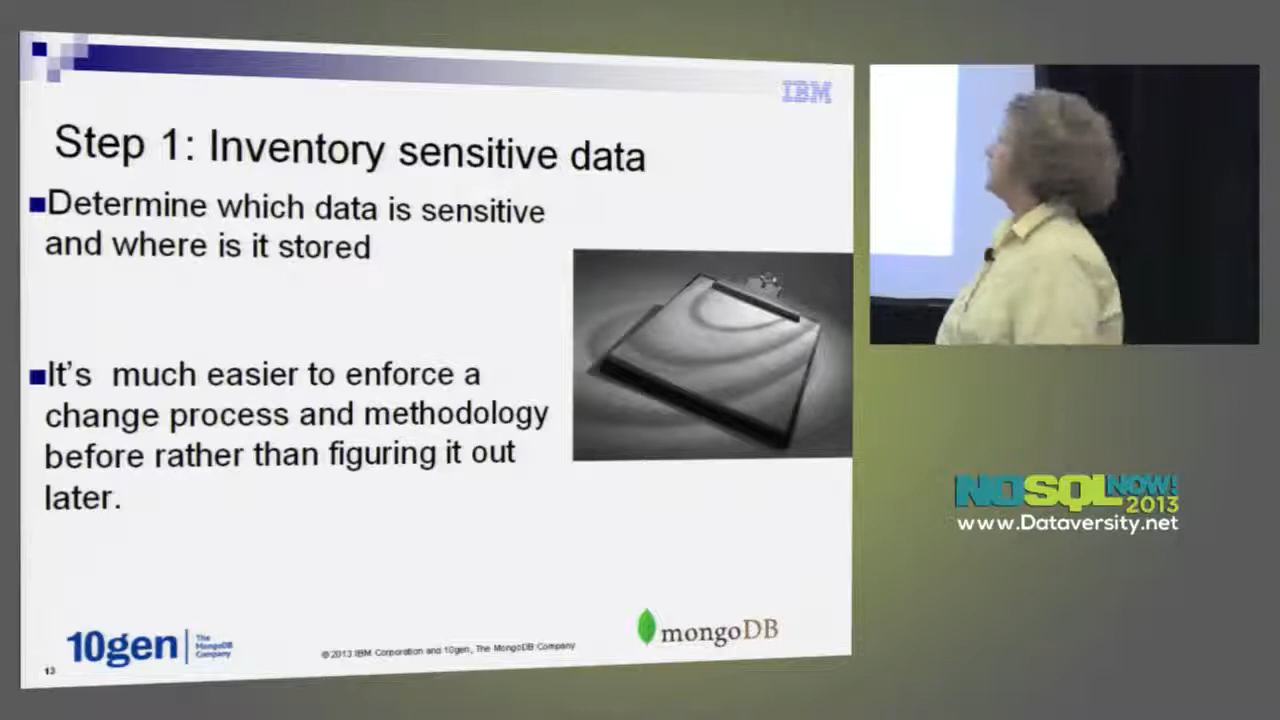 IBM
Step 1: Inventory sensitive data
Determine which data is sensitive
and where is it stored
It's much easier to enforce a
change process and methodology
before rather than figuring it out
later.
10gen
The
MongoDB
Company
mongoDB
© 2013 IBM Corporation and 10gen, The MongoDB Company
13
NOSQL NOW!
2013
www.Dataversity.net